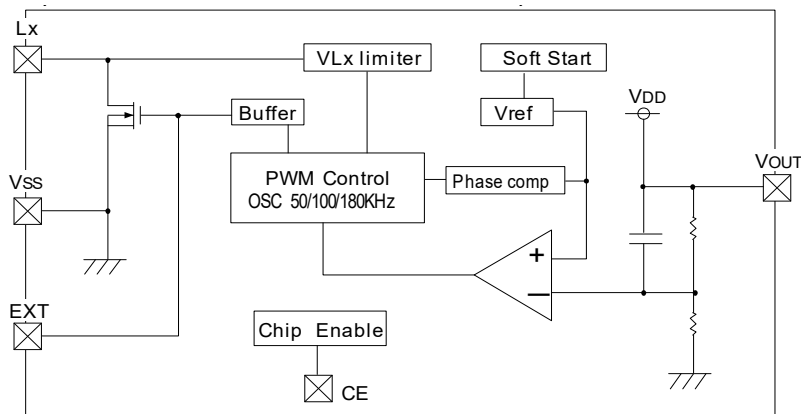 Lx
VLx limiter
Soft Start
Buffer
Vref
VDD
VSS
PWM Control
OSC 50/100/180KHz
Phase comp
VOUT
+
—
EXT
Chip Enable
CE